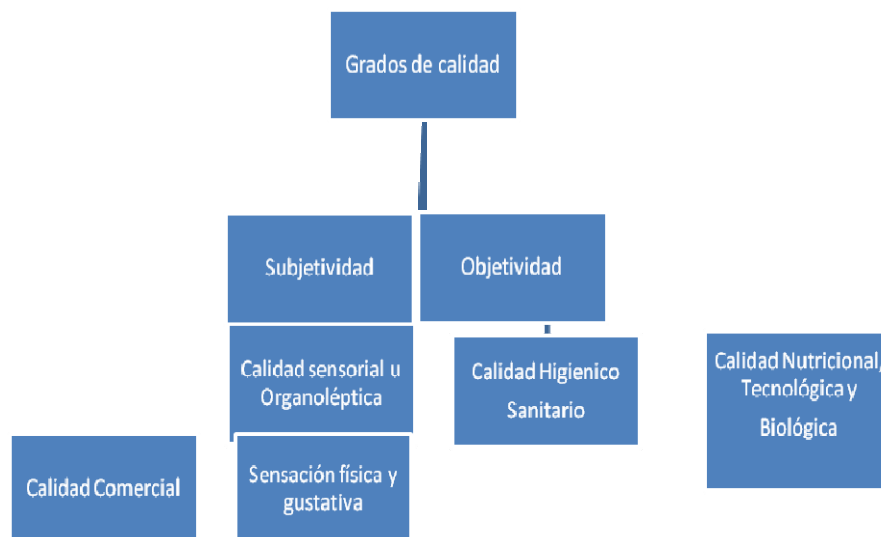 Grados de calidad
Subjetividad
Objetividad
Calidad sensorial u
Organoléptica
Calidad Higienico
Sanitario
Calidad Nutricional,
Tecnológica y
Biológica
Calidad Comercial
Sensación física y
gustativa